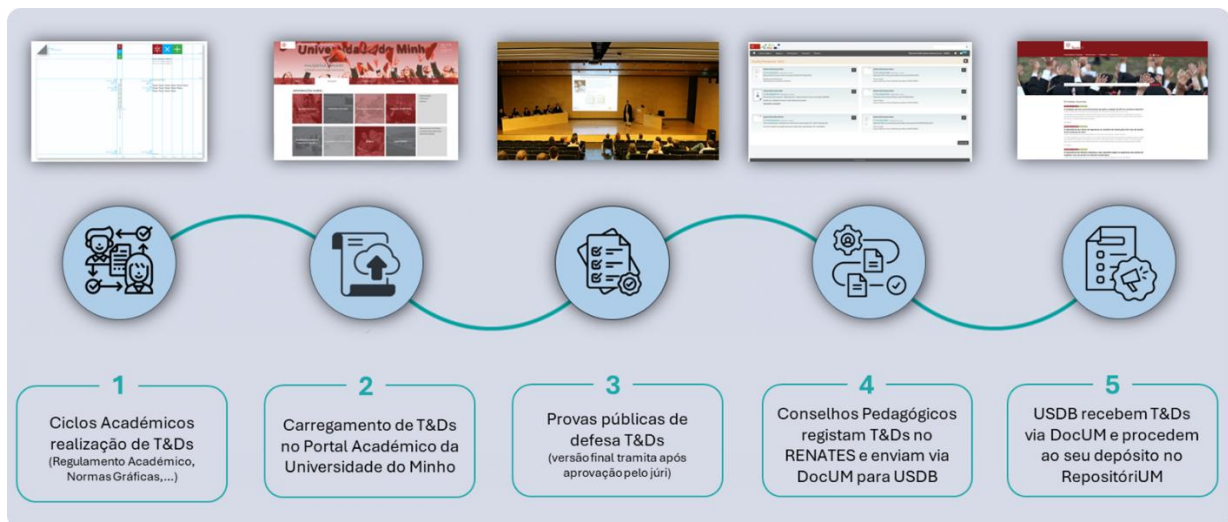 Universidade do Minho
1
Ciclos Académicos
realização de T&Ds
(Regulamento Académico,
Normas Gráficas,...)
2
Carregamento de T&Ds
no Portal Académico da
Universidade do Minho
3
Provas públicas de
defesa T&Ds
(versão final tramita após
aprovação pelo júri)
4
Conselhos Pedagógicos
registam T&Ds no
RENATES e enviam via
DocUM para USDB
5
USDB recebem T&Ds
via DocUM e procedem
ao seu depósito no
RepositóriUM